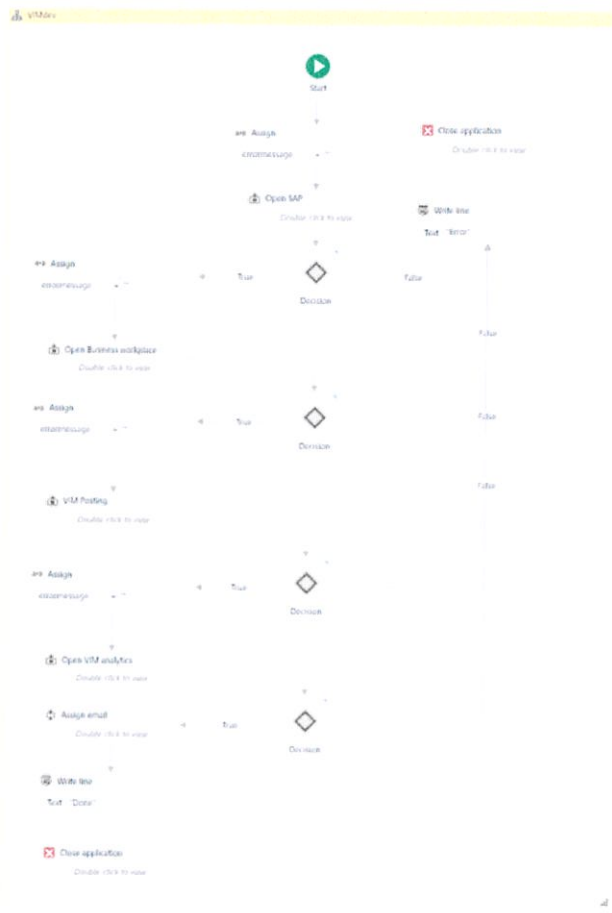 Start
Assign
Close application
Double click to view
Open SAP
Double click to view
Write line
Text "Error"
Assign
True
False
Decision
False
Open Business workplace
Double click to view
Assign
True
False
Decision
False
VIM Posting
Double click to view
Assign
True
Decision
Open VIM analytics
Double click to view
Assign email
Double click to view
True
Decision
Write line
Text "Done"
Close application
Double click to view